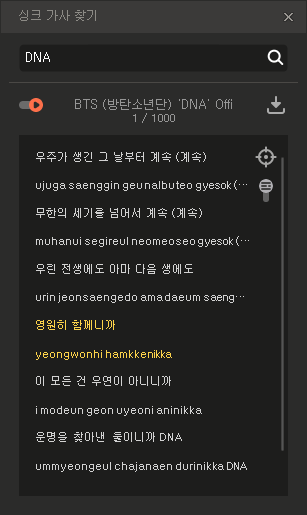 싱크 가사 찾기
DNA
BTS (방탄소년단) 'DNA' Offi
1 / 1000
우주가 생긴 그 날부터 계속 (계속)
ujuga saenggin geu nalbuteo gyesok (…
무한의 세기를 넘어서 계속 (계속)
muhanui segireul neomeoseo gyesok (…
우린 전생에도 아마 다음 생에도
urin jeonsaengedo ama daeum saeng…
영원히 함께니까
yeongwonhi hamkkenikka
이 모든 건 우연이 아니니까
i modeun geon uyeoni aninikka
운명을 찾아낸 둘이니까 DNA
ummyeongeul chajanaen durinikka DNA